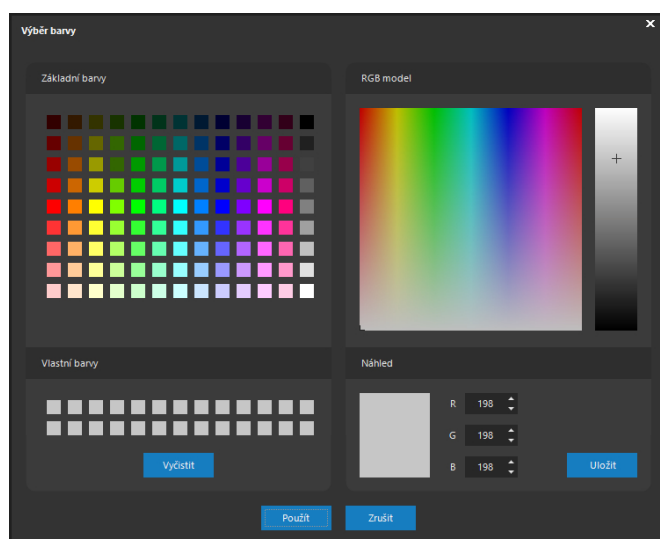 Výběr barvy
Základní barvy
RGB model
Vlastní barvy
Náhled
R 198
G 198
B 198
Vyčistit
Uložit
Použít
Zrušit